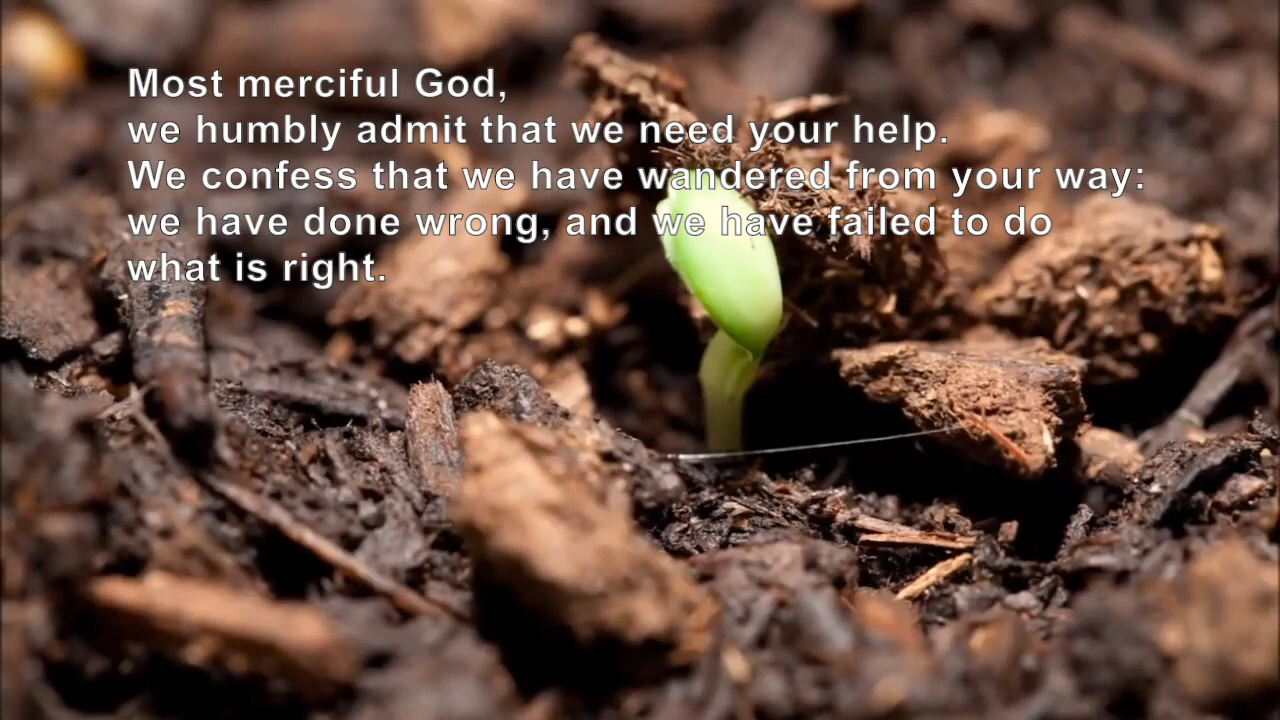 Most merciful God,
we humbly admit that we need your help.
We confess that we have wandered from your way:
we have done wrong, and we have failed to do
what is right.